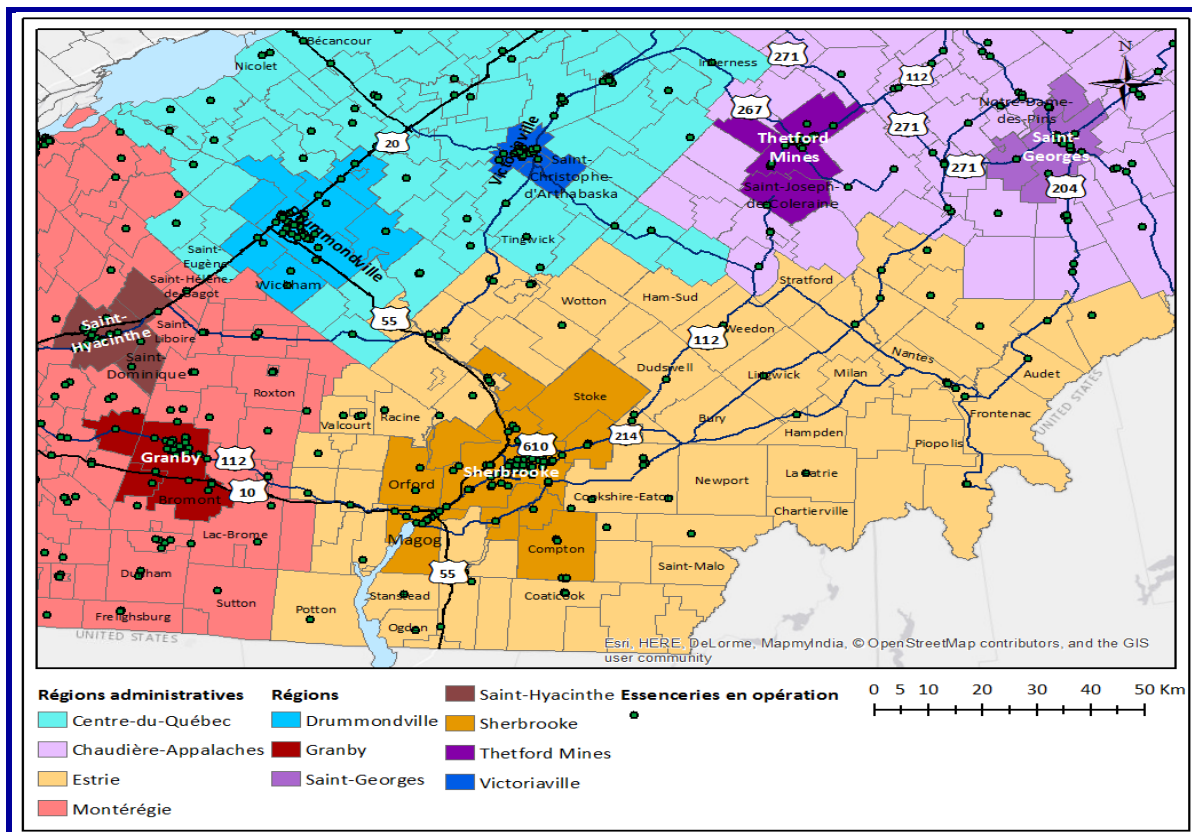 Bécancour
Nicolet
Inverness
271
N
112
267
Notre-Dame-
des-Pins
271
20
Thetford
Mines
Saint-
Georges
Victoriaville
Saint-
Christophe-
d'Arthabaska
271
204
Saint-Joseph-
de-Coleraine
Drummondville
Tingwick
Saint-
Eugène
Saint-Hélène-
de-Bagot
Wickham
Stratford
Wotton
Ham-Sud
55
Saint-
Hyacinthe
Saint-
Liboire
Weedon
112
Saint-
Dominique
Nantes
Dudswell
Lingwick
Milan
Audet
UNITED STATES
Roxton
Stoke
Valcourt
Racine
Bury
Hampden
Frontenac
Piopolis
610
214
Granby
112
Sherbrooke
La Patrie
Newport
Orford
10
Bromont
Cookshire-Eaton
Chartierville
Lac-Brome
Magog
Compton
Saint-Malo
55
Dunham
Sutton
Potton
Stanstead
Coaticook
Frelighsburg
Ogden
UNITED STATES
Esri, HERE, DeLorme, MapmyIndia, © OpenStreetMap contributors, and the GIS
user community
Régions administratives
Centre-du-Québec
Chaudière-Appalaches
Estrie
Montérégie
Régions
Drummondville
Granby
Saint-Georges
Saint-Hyacinthe
Sherbrooke
Thetford Mines
Victoriaville
Essenceries en opération
0 5 10 20 30 40 50 Km